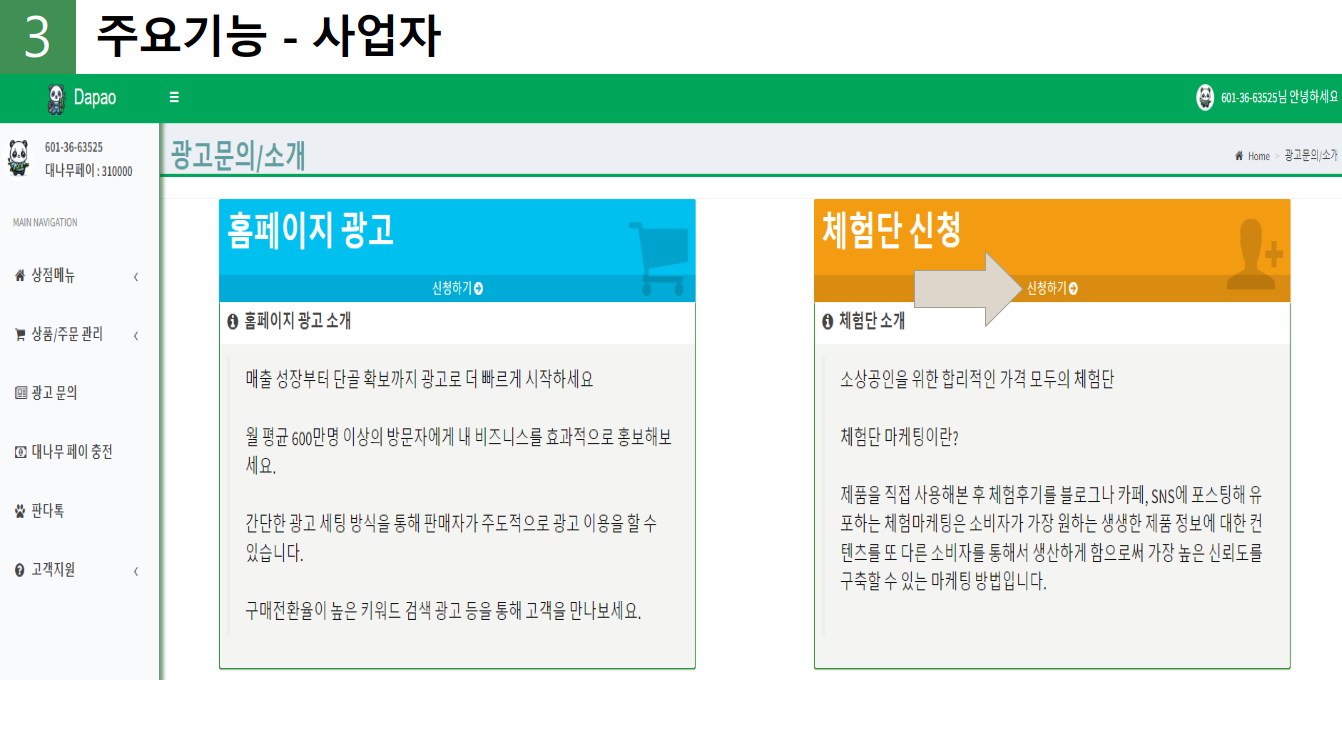 3 주요기능 - 사업자
Dapao
601-36-63525님 안녕하세요
601-36-63525
대나무페이 : 310000
MAIN NAVIGATION
상점메뉴
상품/주문 관리
광고 문의
대나무 페이 충전
판다톡
고객지원
광고문의/소개
Home > 광고문의/소개
홈페이지 광고
신청하기
홈페이지 광고 소개
매출 성장부터 단골 확보까지 광고로 더 빠르게 시작하세요
월 평균 600만명 이상의 방문자에게 내 비즈니스를 효과적으로 홍보해보
세요.
간단한 광고 세팅 방식을 통해 판매자가 주도적으로 광고 이용을 할 수
있습니다.
구매전환율이 높은 키워드 검색 광고 등을 통해 고객을 만나보세요.
체험단 신청
신청하기
체험단 소개
소상공인을 위한 합리적인 가격 모두의 체험단
체험단 마케팅이란?
제품을 직접 사용해본 후 체험후기를 블로그나 카페, SNS에 포스팅해 유
포하는 체험마케팅은 소비자가 가장 원하는 생생한 제품 정보에 대한 컨
텐츠를 또 다른 소비자를 통해서 생산하게 함으로써 가장 높은 신뢰도를
구축할 수 있는 마케팅 방법입니다.